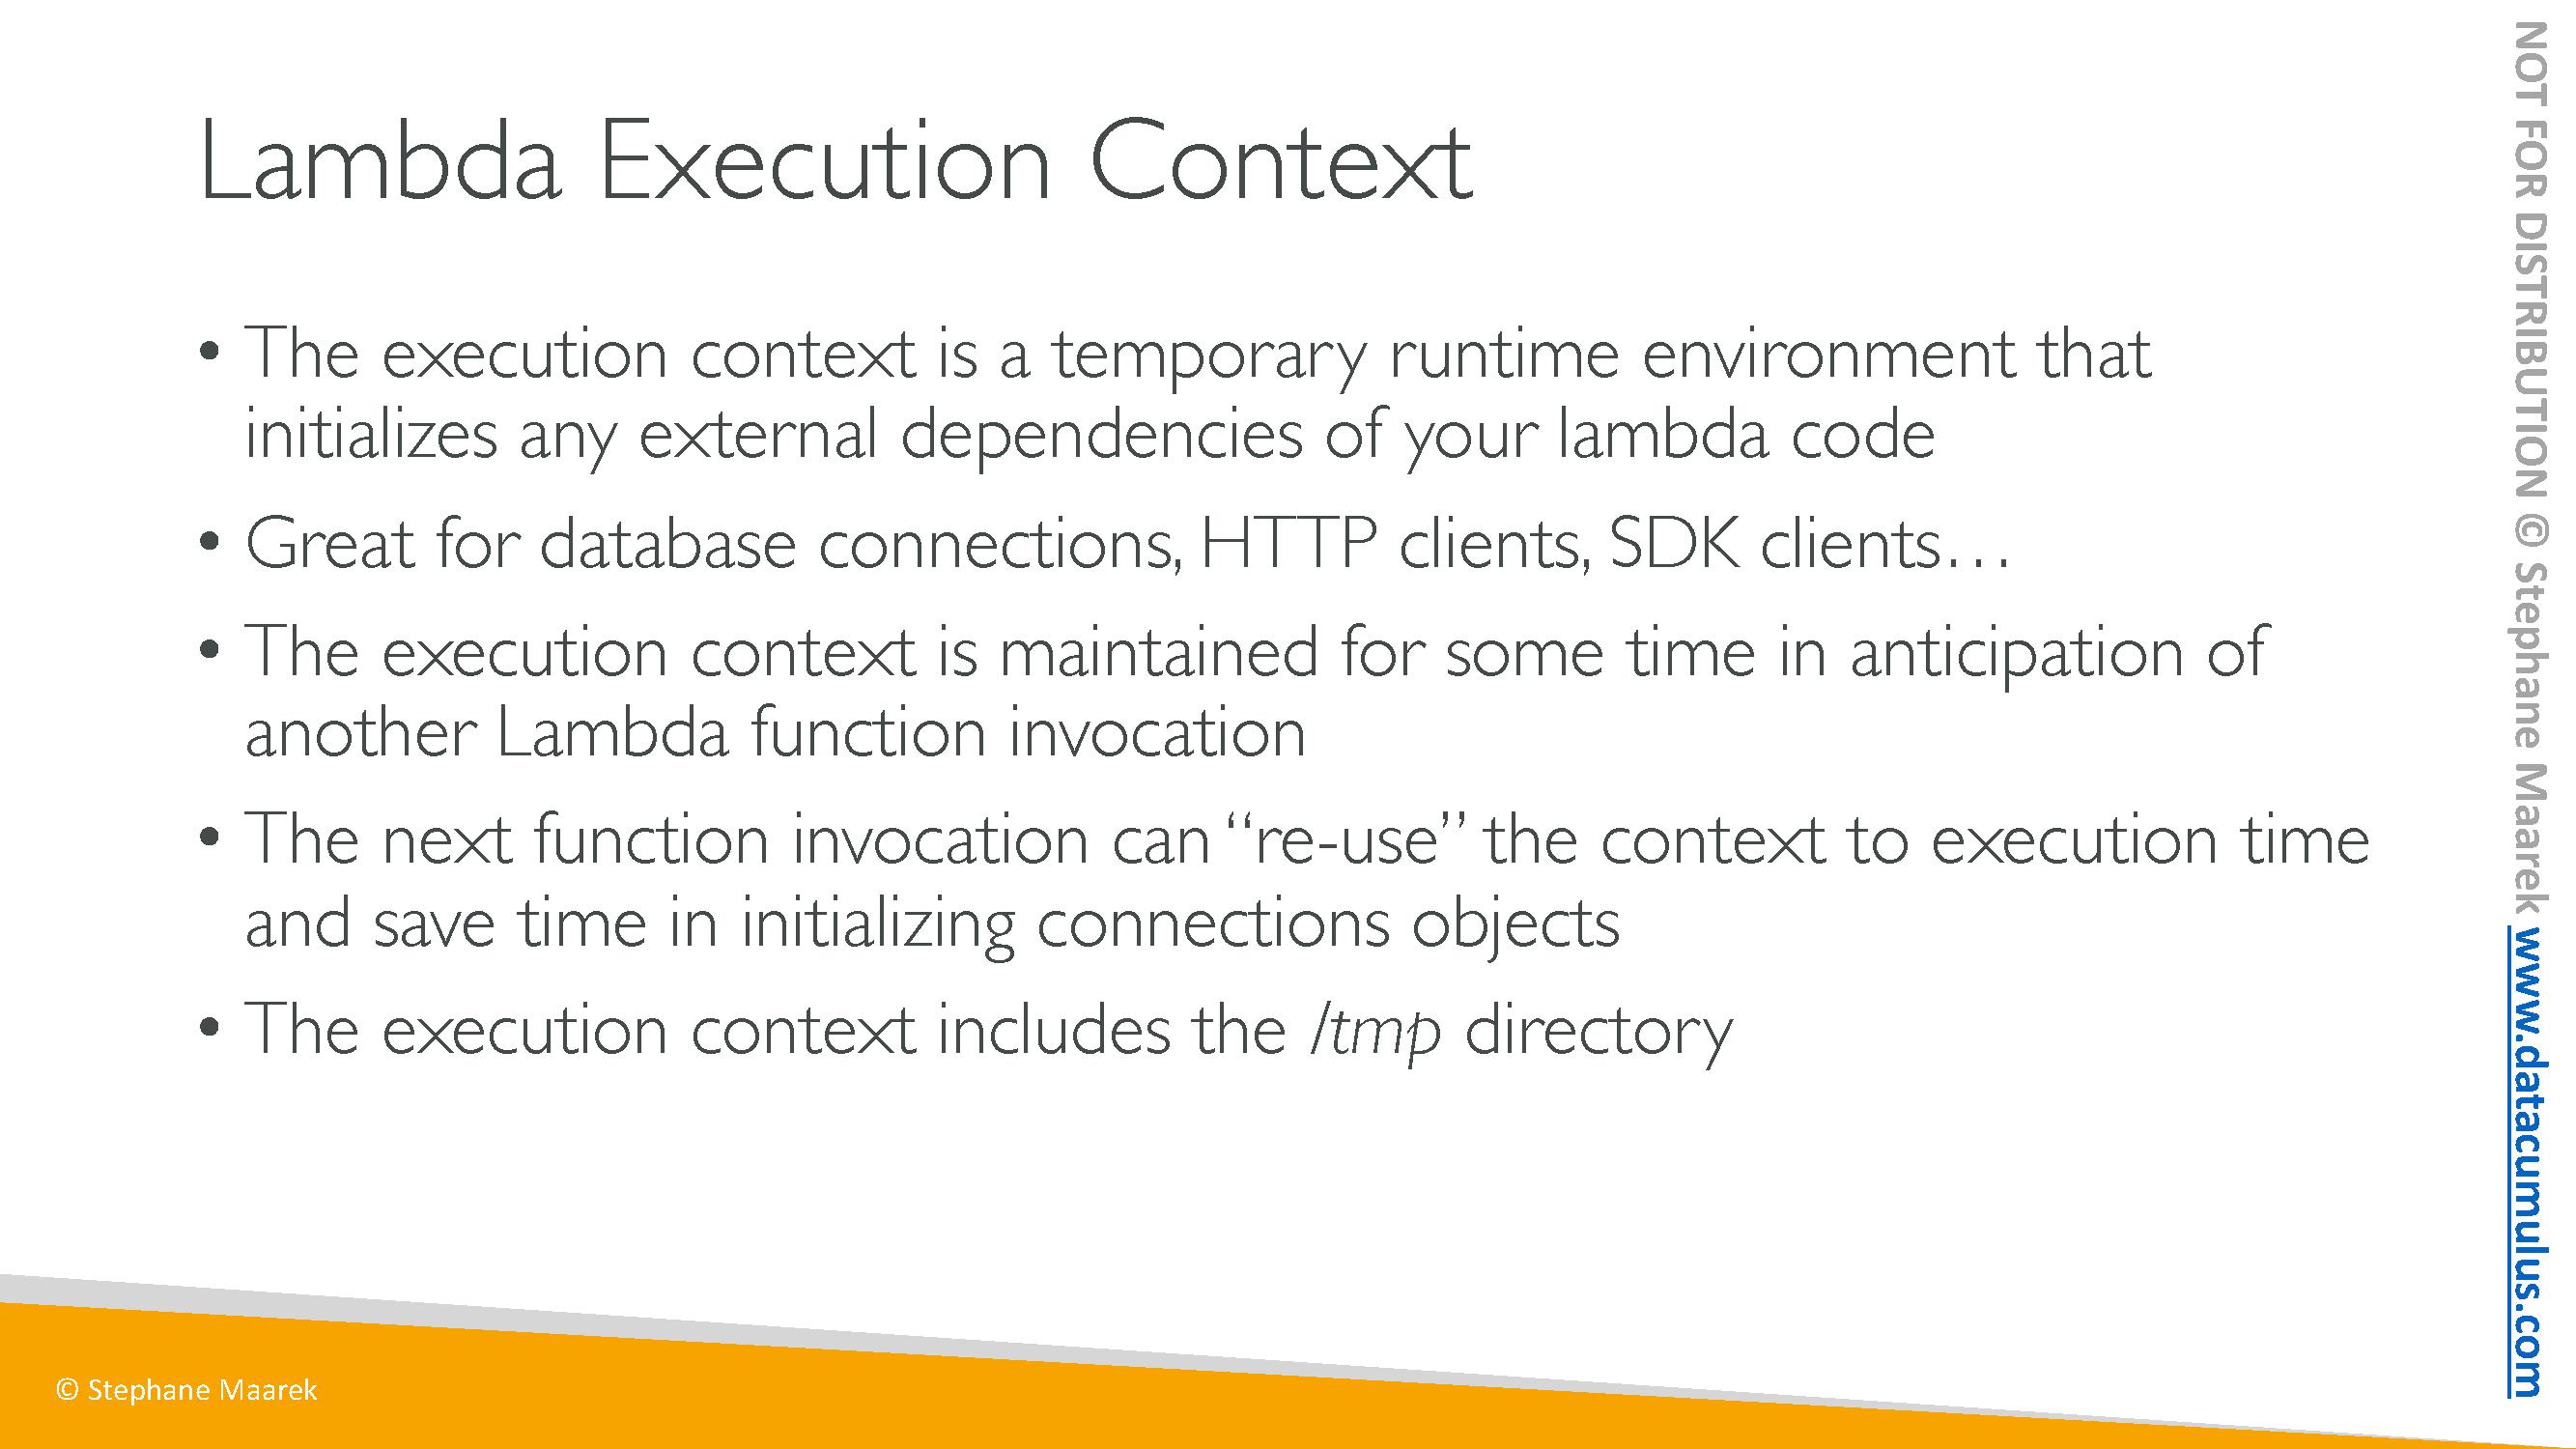 Lambda Execution Context
• The execution context is a temporary runtime environment that
initializes any external dependencies of your lambda code
• Great for database connections, HTTP clients, SDK clients…
• The execution context is maintained for some time in anticipation of
another Lambda function invocation
• The next function invocation can “re-use” the context to execution time
and save time in initializing connections objects
• The execution context includes the /tmp directory
© Stephane Maarek
NOT FOR DISTRIBUTION © Stephane Maarek www.datacumulus.com